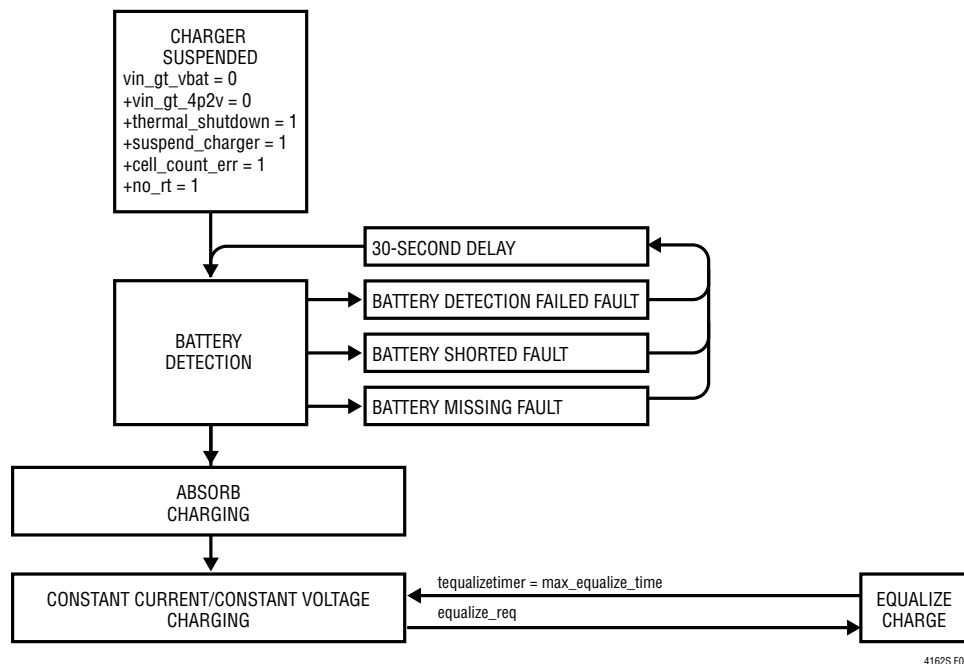 CHARGER
SUSPENDED
vin_gt_vbat = 0
+vin_gt_4p2v = 0
+thermal_shutdown = 1
+suspend_charger = 1
+cell_count_err = 1
+no_rt = 1
30-SECOND DELAY
BATTERY DETECTION FAILED FAULT
BATTERY
DETECTION
BATTERY SHORTED FAULT
BATTERY MISSING FAULT
ABSORB
CHARGING
CONSTANT CURRENT/CONSTANT VOLTAGE
CHARGING
tequalizetimer = max_equalize_time
equalize_req
EQUALIZE
CHARGE